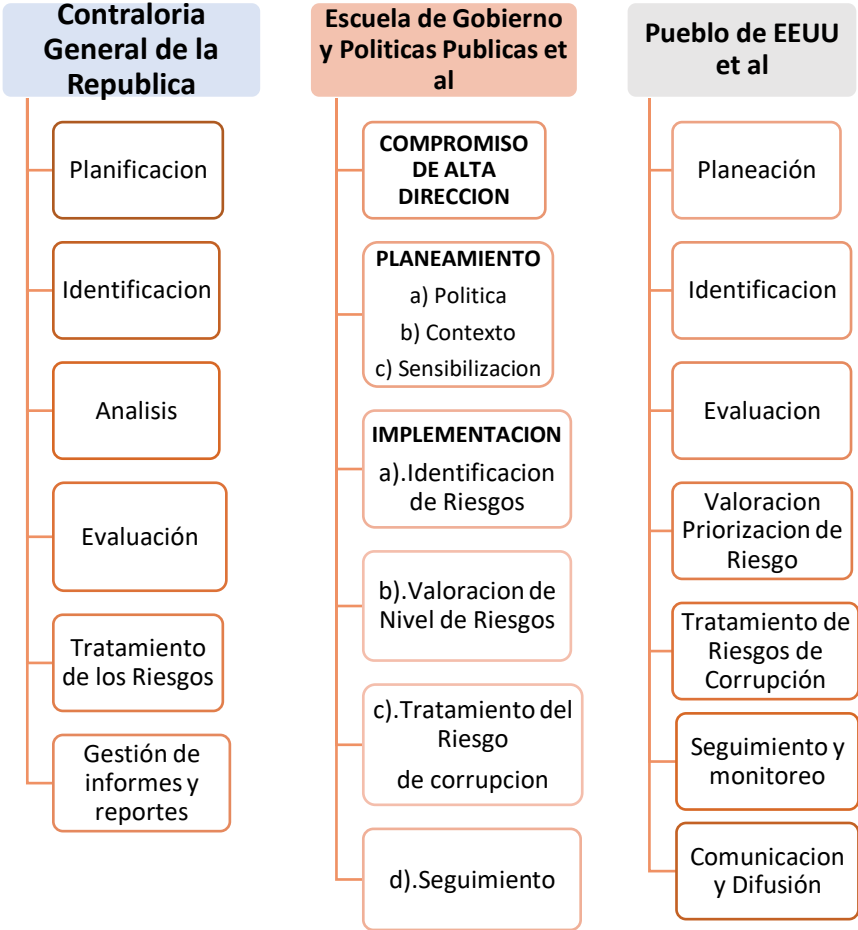 Contraloria
General de la
Republica
Planificacion
Identificacion
Analisis
Evaluación
Tratamiento
de los Riesgos
Gestión de
informes y
reportes
Escuela de Gobierno
y Politicas Publicas et
al
COMPROMISO
DE ALTA
DIRECCION
PLANEAMIENTO
a) Politica
b) Contexto
c) Sensibilizacion
IMPLEMENTACION
a).Identificacion
de Riesgos
b).Valoracion de
Nivel de Riesgos
c).Tratamiento del
Riesgo
de corrupcion
d).Seguimiento
Pueblo de EEUU
et al
Planeación
Identificacion
Evaluacion
Valoracion
Priorizacion de
Riesgo
Tratamiento de
Riesgos de
Corrupción
Seguimiento y
monitoreo
Comunicacion
y Difusión